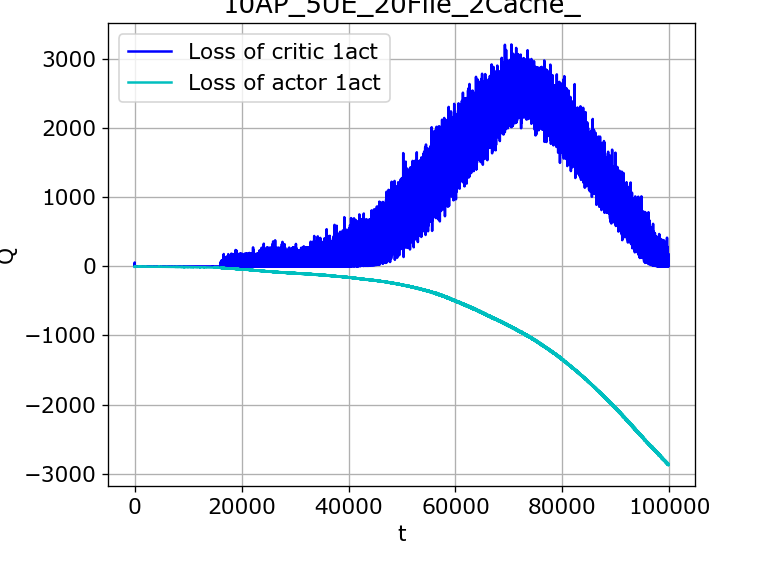 10AP_5UE_20File_2Cache_
Loss of critic 1act
Loss of actor 1act
3000
2000
1000
0
−1000
−2000
−3000
Q
0 20000 40000 60000 80000 100000
t